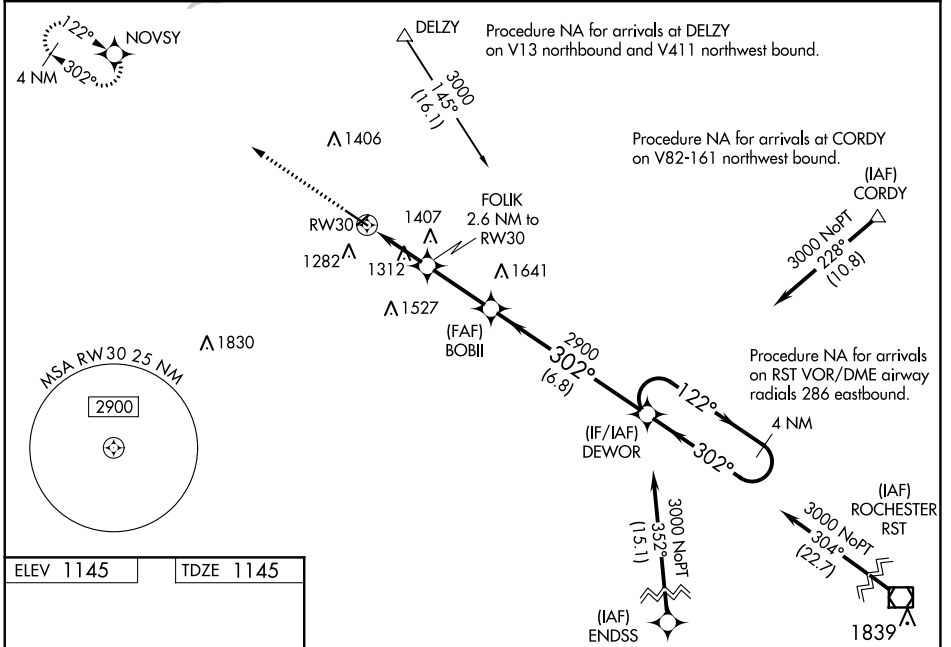 122°
NOVSY
4 NM
302°
DELZY
Procedure NA for arrivals at DELZY
on V13 northbound and V411 northwest bound.
3000
145°
(16.1)
1406
Procedure NA for arrivals at CORDY
on V82-161 northwest bound.
(IAF)
CORDY
3000 NoPT
228°
(10.8)
FOLIK
2.6 NM to
RW30
RW30
1407
1282
1312
1641
1527
(FAF)
BOBII
1830
2900
302°
(6.8)
MSA RW30 25 NM
2900
Procedure NA for arrivals
on RST VOR/DME airway
radials 286 eastbound.
122°
4 NM
302°
(IF/IAF)
DEWOR
3000 NoPT
352°
(15.1)
(IAF)
ENDSS
(IAF)
ROCHESTER
RST
3000 NoPT
304°
(22.7)
1839
ELEV 1145
TDZE 1145